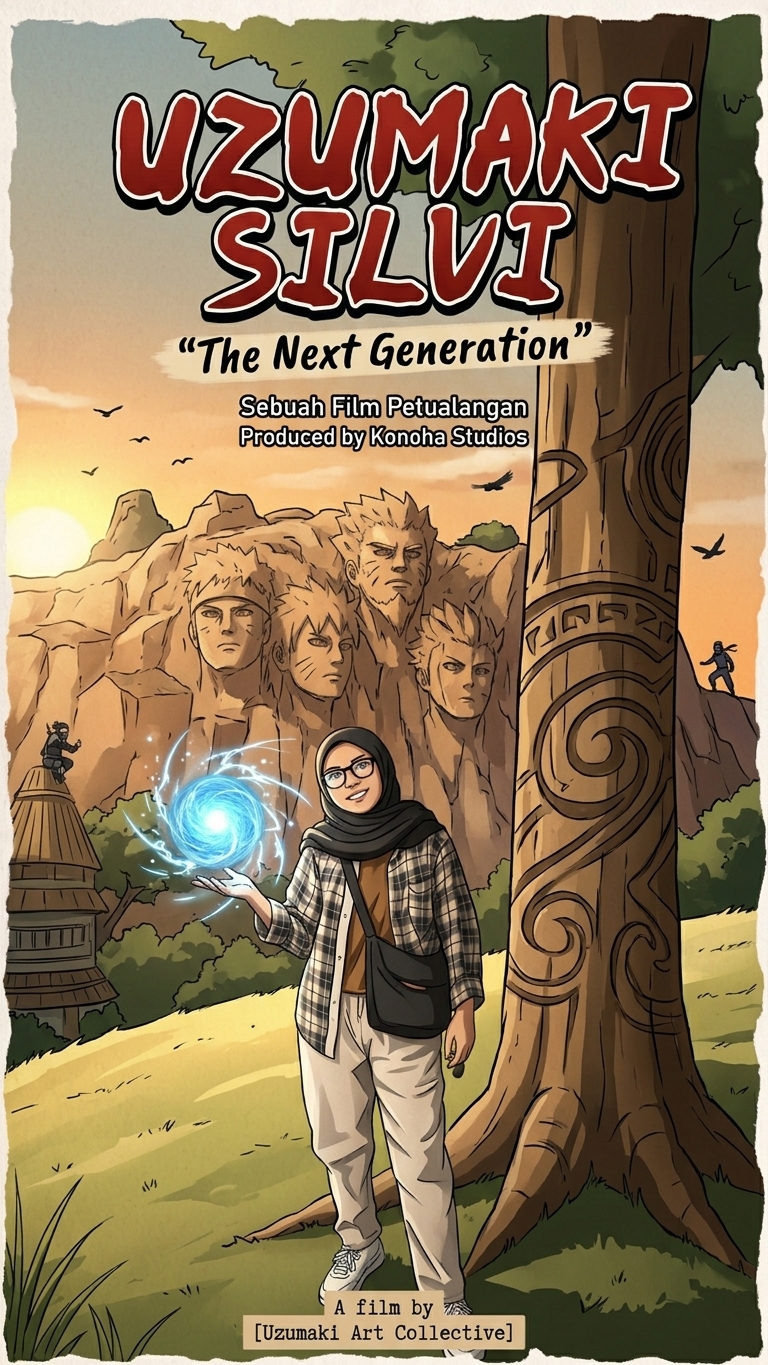 UZUMAKI
SILVI
“The Next Generation”
Sebuah Film Petualangan
Produced by Konoha Studios
A film by
[Uzumaki Art Collective]